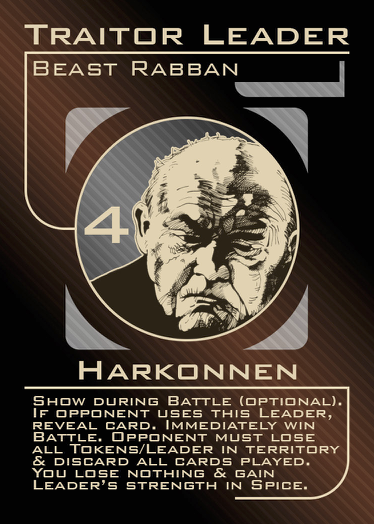 Traitor Leader
Beast Rabban
4
Harkonnen
Show during Battle (optional).
If opponent uses this Leader,
reveal card. Immediately win
Battle. Opponent must lose
all Tokens/Leader in territory
& discard all cards played.
You lose nothing & gain
Leader's strength in Spice.